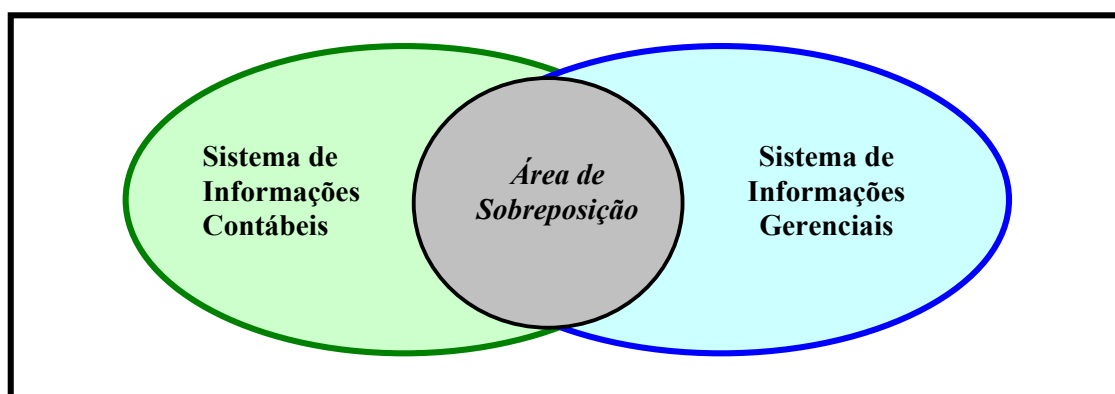 Sistema de
Informações
Contábeis
Área de
Sobreposição
Sistema de
Informações
Gerenciais